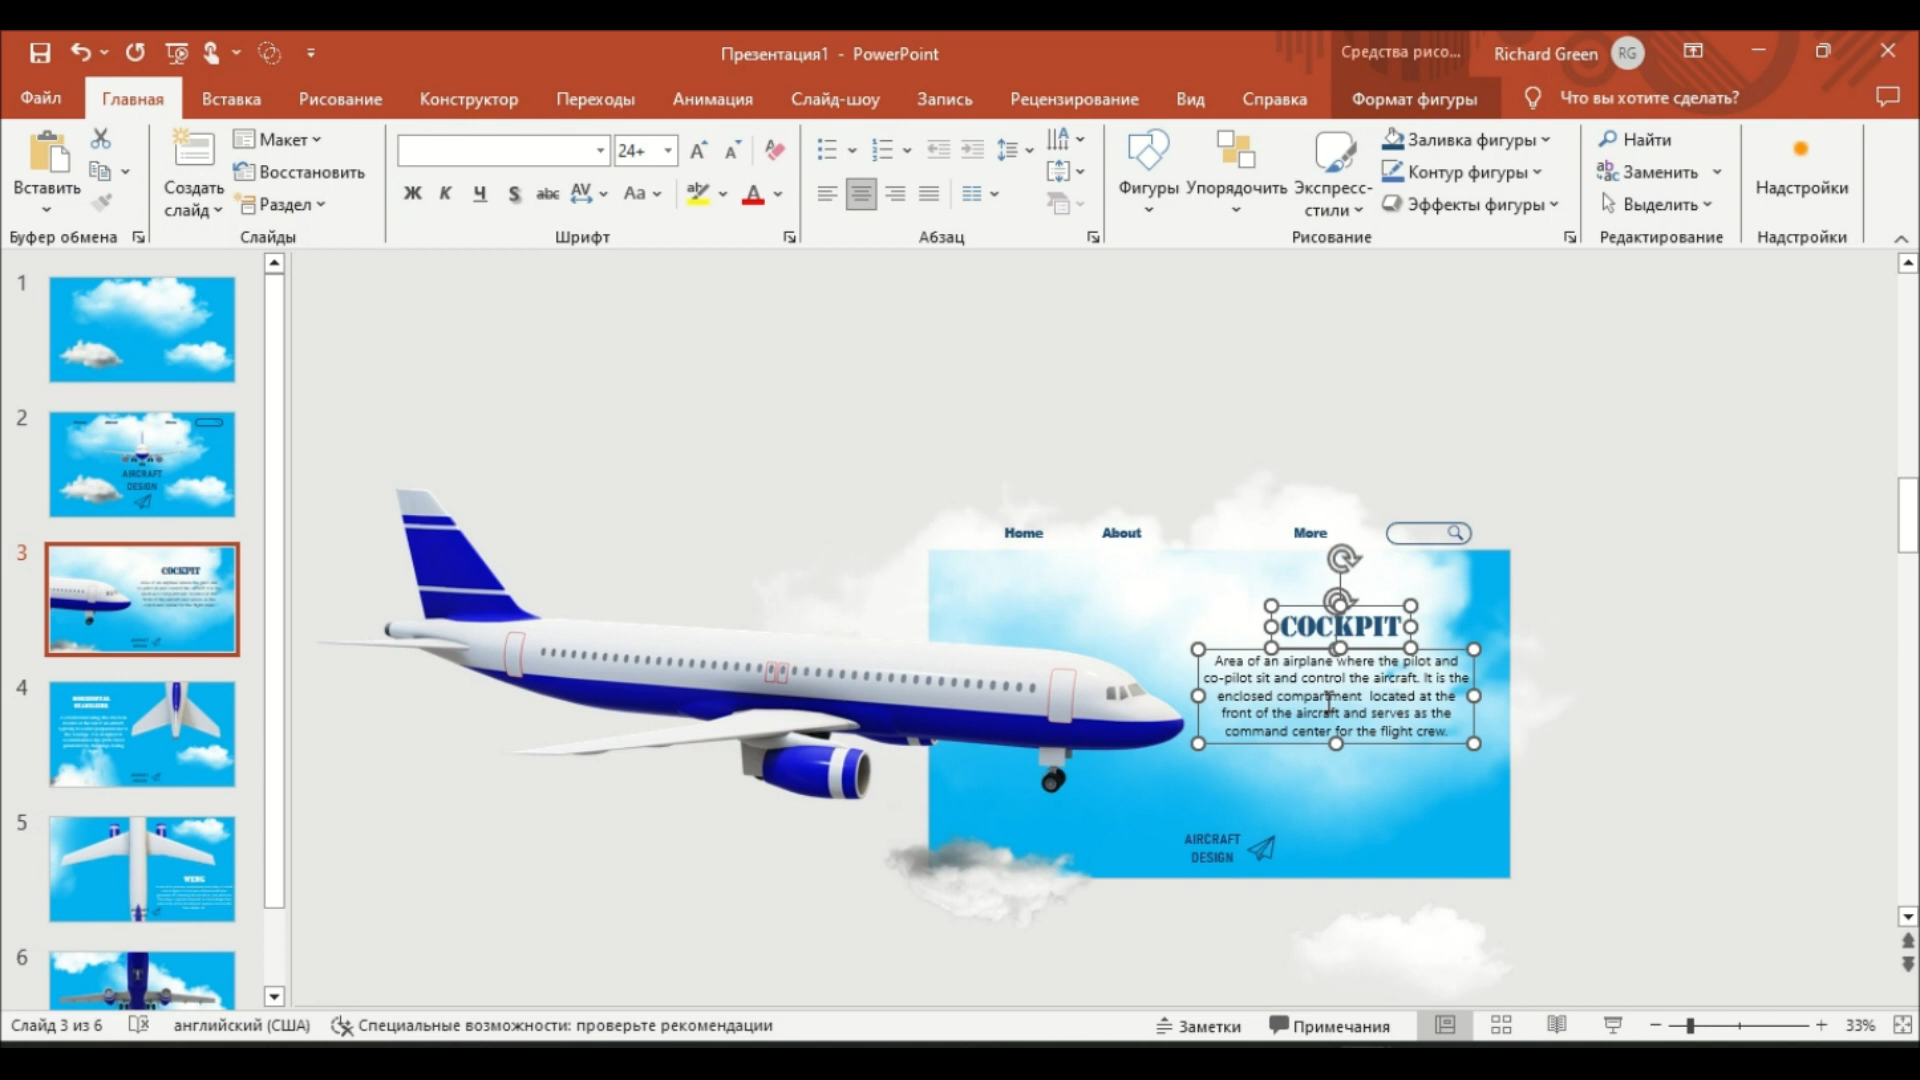 Презентация1 - PowerPoint
Средства рисо...
Richard Green
RG
Файл
Главная
Вставка
Рисование
Конструктор
Переходы
Анимация
Слайд-шоу
Запись
Рецензирование
Вид
Справка
Формат фигуры
Что вы хотите сделать?
Вставить
Буфер обмена
Создать
слайд
Макет
Восстановить
Раздел
Слайды
24+
Ж К Ч S abc AV Aa
Шрифт
Абзац
Фигуры
Упорядочить
Экспресс-
стили
Заливка фигуры
Контур фигуры
Эффекты фигуры
Рисование
Найти
Заменить
Выделить
Редактирование
Надстройки
Надстройки
1
2
AIRCRAFT
DESIGN
3
COCKPIT
4
5
WING
6
Home
About
More
COCKPIT
Area of an airplane where the pilot and
co-pilot sit and control the aircraft. It is the
enclosed compartment located at the
front of the aircraft and serves as the
command center for the flight crew.
AIRCRAFT
DESIGN
Слайд 3 из 6
английский (США)
Специальные возможности: проверьте рекомендации
Заметки
Примечания
33%